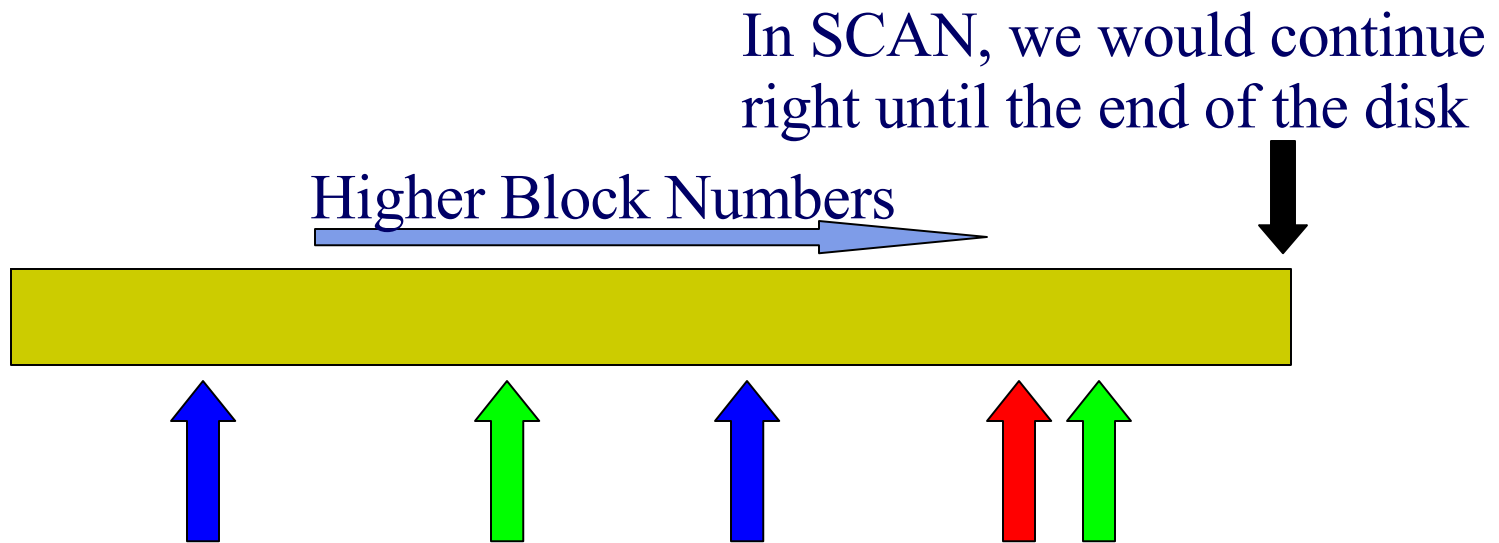 In SCAN, we would continue
right until the end of the disk
Higher Block Numbers